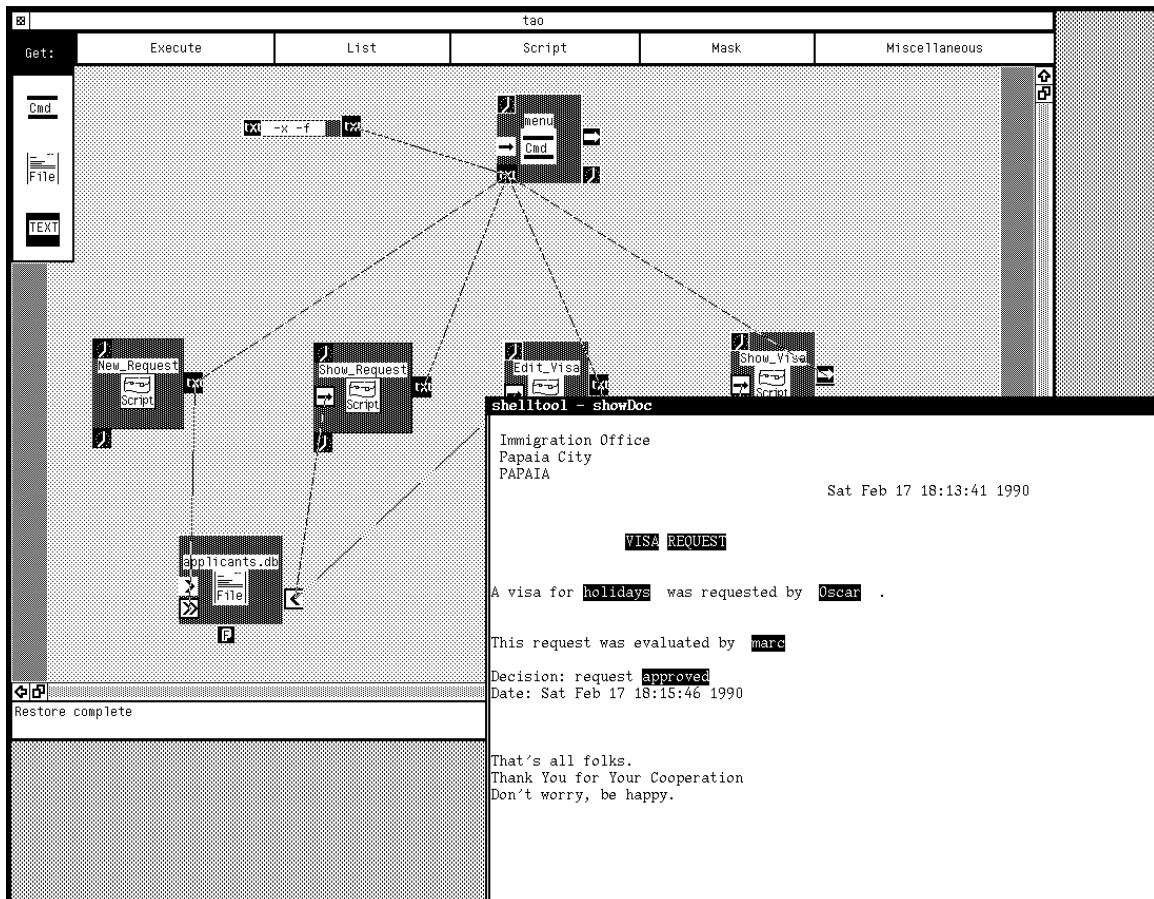 tao
Get: Execute List Script Mask Miscellaneous
Cmd
File
TEXT
txt -x -f txt
menu
Cmd
txt
New_Request
Script
txt
Show_Request
Script
txt
Edit_Visa
txt
Show_Visa
Script
applicants.db
File
P
Restore complete
shelltool - showDoc
Immigration Office
Papaia City
PAPAIA
Sat Feb 17 18:13:41 1990
VISA REQUEST
A visa for holidays was requested by Oscar .
This request was evaluated by marc
Decision: request approved
Date: Sat Feb 17 18:15:46 1990
That's all folks.
Thank You for Your Cooperation
Don't worry, be happy.